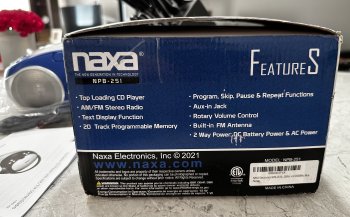 naxa
THE NEW GENERATION IN TECHNOLOGY
NPB-251
FEATURES
• Top Loading CD Player
• AM/FM Stereo Radio
• Text Display Function
• 20 Track Programmable Memory
• Program, Skip, Pause & Repeat Functions
• Aux-in Jack
• Rotary Volume Control
• Built-in FM Antenna
• 2 Way Power: DC Battery Power & AC Power
Naxa Electronics, Inc © 2021
www.naxa.com
MODEL: NPB-251
MADE IN CHINA